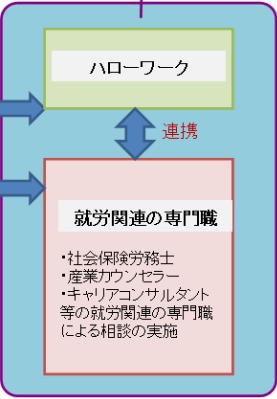 ハローワーク
連携
就労関連の専門職
・社会保険労務士
・産業カウンセラー
・キャリアコンサルタント
等の就労関連の専門職
による相談の実施